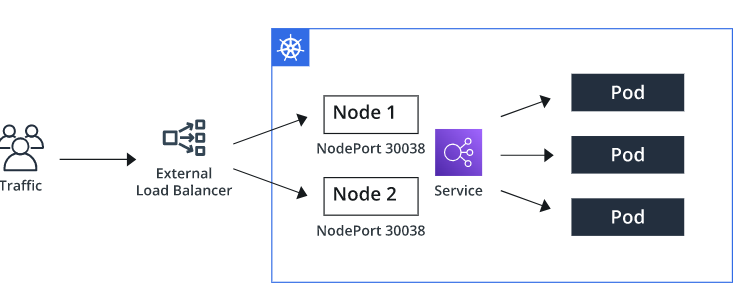 Traffic
External
Load Balancer
Node 1
NodePort 30038
Node 2
NodePort 30038
Service
Pod
Pod
Pod